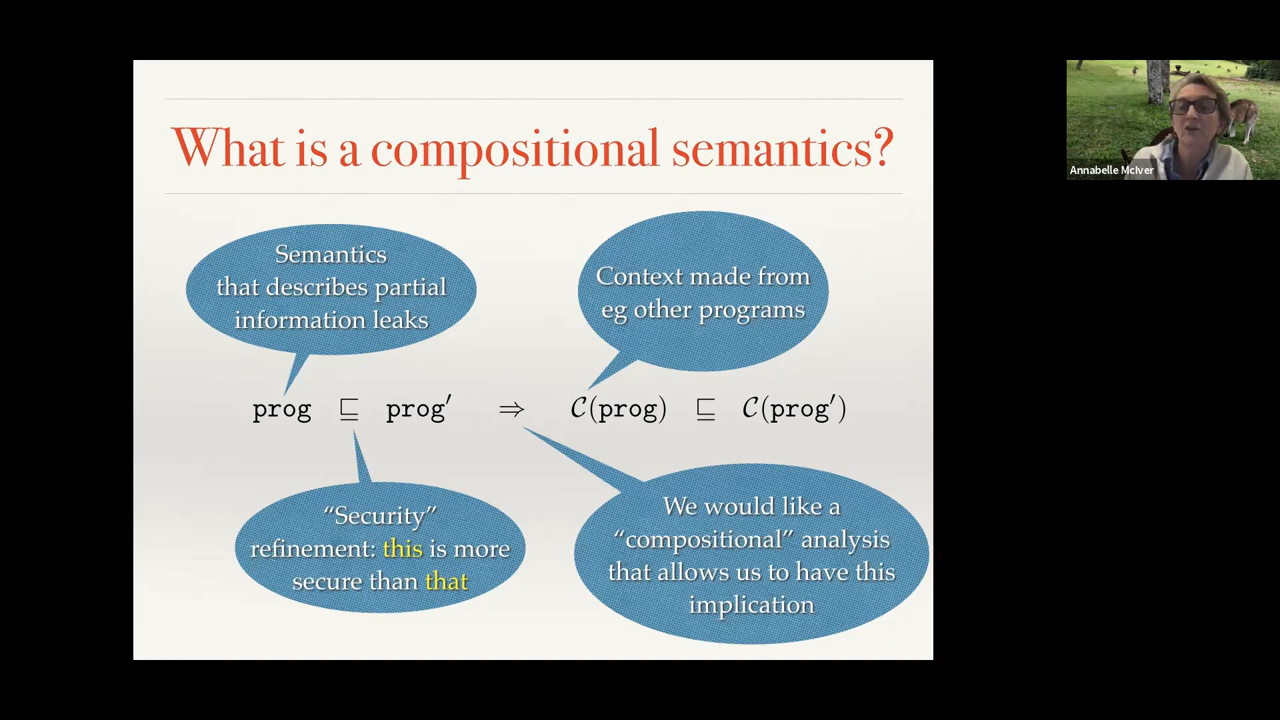 What is a compositional semantics?
Semantics
that describes partial
information leaks
Context made from
eg other programs
prog ⊑ prog′ ⇒ 𝒞(prog) ⊑ 𝒞(prog′)
“Security”
refinement: this is more
secure than that
We would like a
“compositional” analysis
that allows us to have this
implication
Annabelle McIver